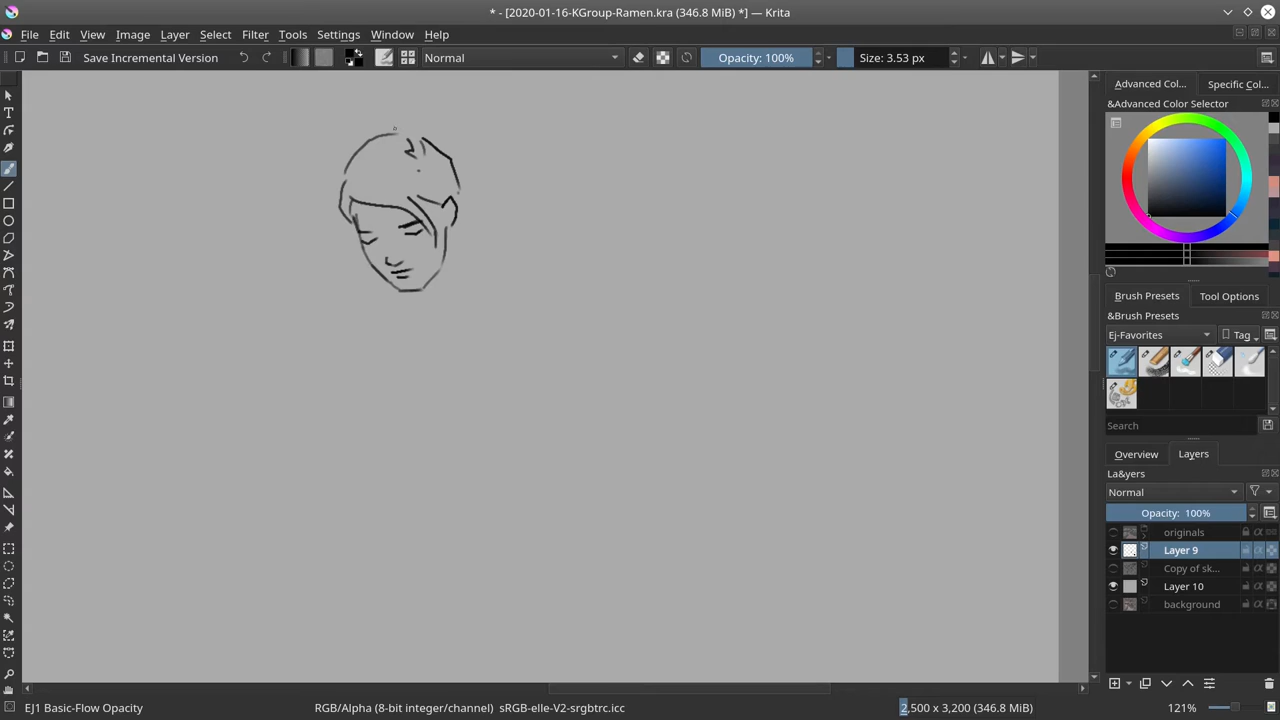 * - [2020-01-16-KGroup-Ramen.kra (346.8 MiB) *] — Krita
File Edit View Image Layer Select Filter Tools Settings Window Help
Save Incremental Version Normal Opacity: 100% Size: 3.53 px
Advanced Col... Specific Col...
&Advanced Color Selector
Brush Presets Tool Options
&Brush Presets
Ej-Favorites Tag
Search
Overview Layers
La&yers
Normal
Opacity: 100%
originals
Layer 9
Copy of sk...
Layer 10
background
EJ1 Basic-Flow Opacity RGB/Alpha (8-bit integer/channel) sRGB-elle-V2-srgbtrc.icc 2,500 x 3,200 (346.8 MiB) 121%